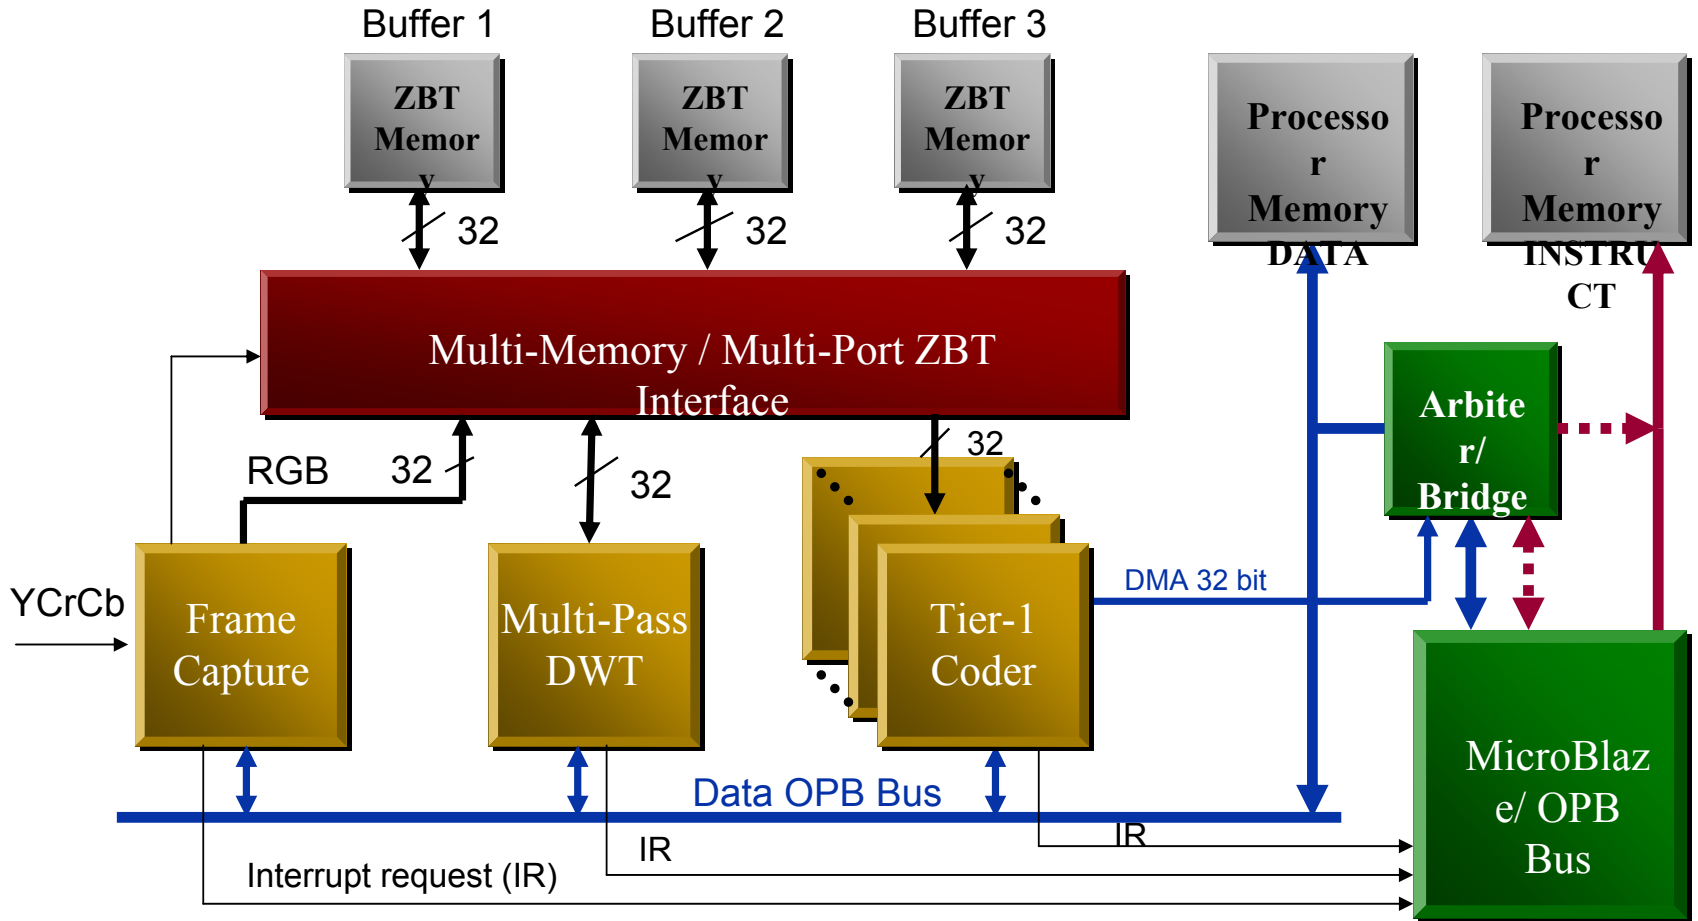 Buffer 1
Buffer 2
Buffer 3
ZBT
Memor
y
ZBT
Memor
y
ZBT
Memor
y
Processo
r
Memory
DATA
Processo
r
Memory
INSTRU
CT
32
32
32
Multi-Memory / Multi-Port ZBT
Interface
Arbite
r/
Bridge
RGB
32
32
32
DMA 32 bit
YCrCb
Frame
Capture
Multi-Pass
DWT
Tier-1
Coder
MicroBlaz
e/ OPB
Bus
Data OPB Bus
IR
IR
Interrupt request (IR)